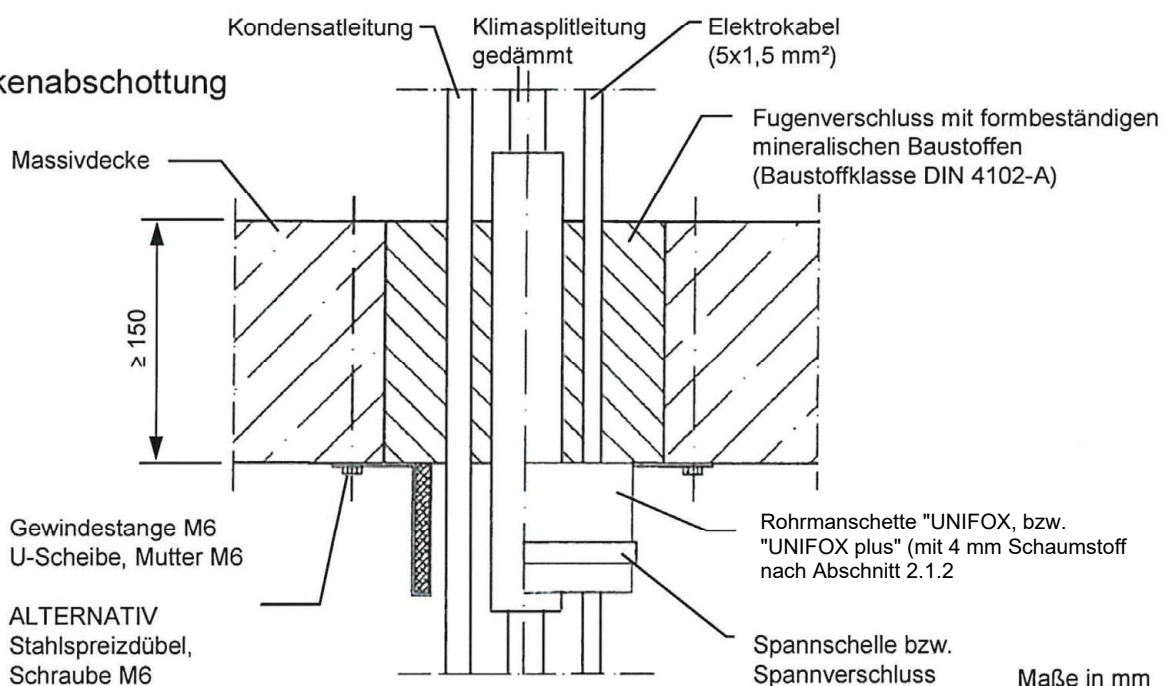 Kondensatleitung
Klimasplitleitung
gedämmt
Elektrokabel
(5x1,5 mm²)
kenabschottung
Fugenverschluss mit formbeständigen
mineralischen Baustoffen
(Baustoffklasse DIN 4102-A)
Massivdecke
≥ 150
Gewindestange M6
U-Scheibe, Mutter M6
ALTERNATIV
Stahlspreizdübel,
Schraube M6
Rohrmanschette "UNIFOX, bzw.
"UNIFOX plus" (mit 4 mm Schaumstoff
nach Abschnitt 2.1.2
Spannschelle bzw.
Spannverschluss
Maße in mm